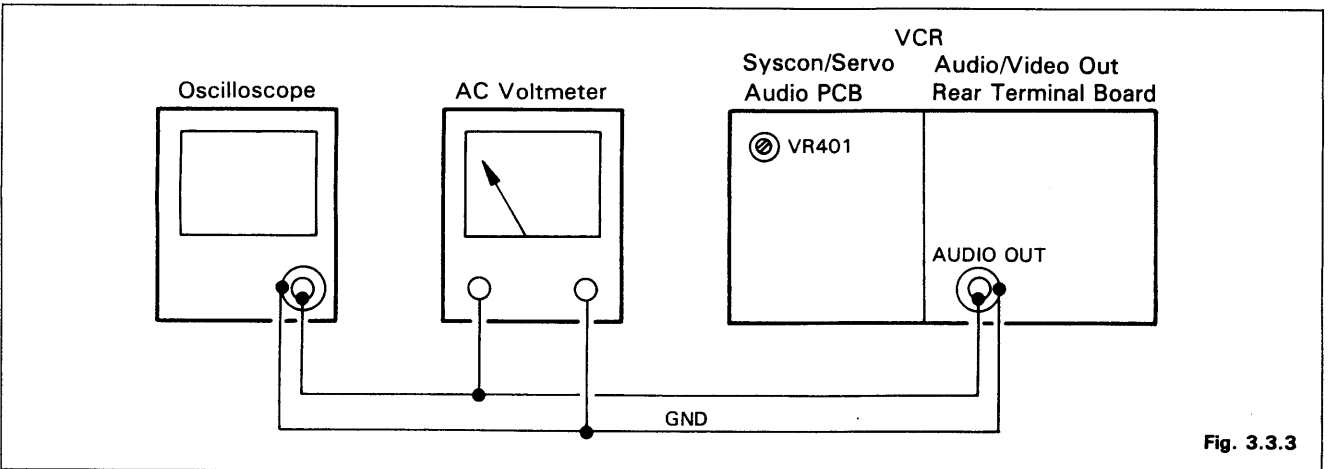 VCR
Syscon/Servo Audio PCB
Audio/Video Out Rear Terminal Board
Oscilloscope
AC Voltmeter
VR401
AUDIO OUT
GND
Fig. 3.3.3